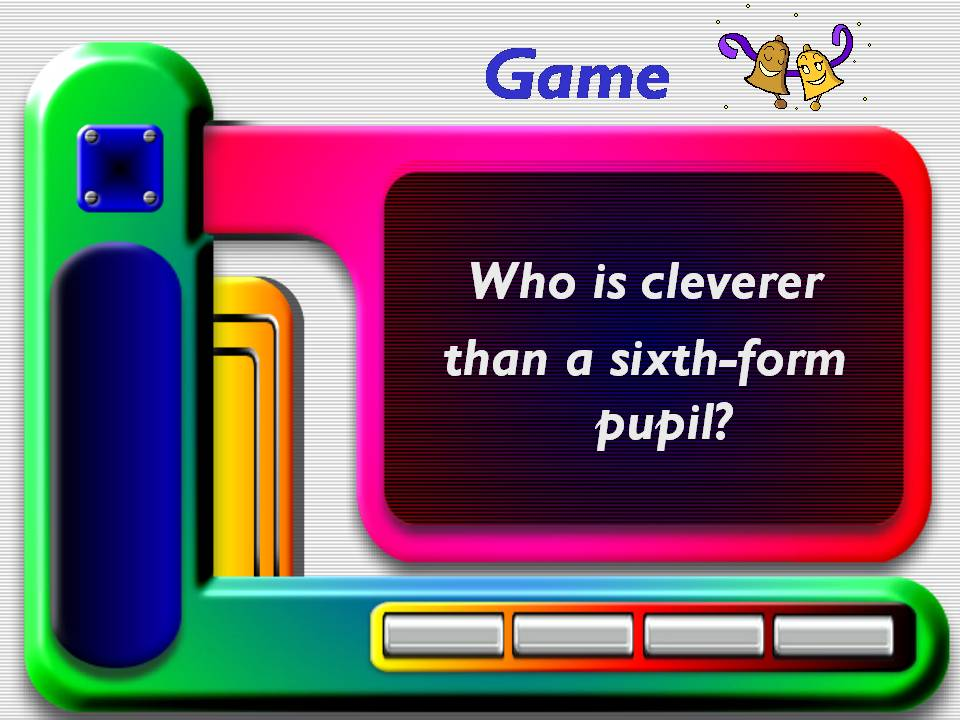 Game
Who is cleverer
than a sixth-form
pupil?